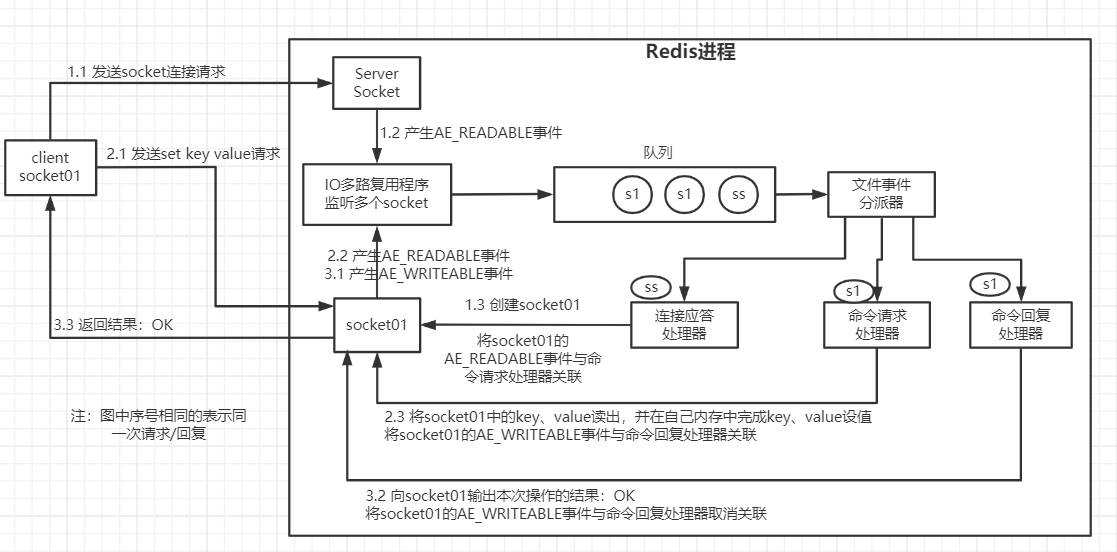 Redis进程
1.1 发送socket连接请求
Server
Socket
1.2 产生AE_READABLE事件
client
socket01
2.1 发送set key value请求
IO多路复用程序
监听多个socket
队列
s1
s1
ss
文件事件
分派器
2.2 产生AE_READABLE事件
3.1 产生AE_WRITEABLE事件
ss
s1
s1
socket01
1.3 创建socket01
连接应答
处理器
命令请求
处理器
命令回复
处理器
3.3 返回结果：OK
将socket01的
AE_READABLE事件与命
令请求处理器关联
注：图中序号相同的表示同
一次请求/回复
2.3 将socket01中的key、value读出，并在自己内存中完成key、value设值
将socket01的AE_WRITEABLE事件与命令回复处理器关联
3.2 向socket01输出本次操作的结果：OK
将socket01的AE_WRITEABLE事件与命令回复处理器取消关联